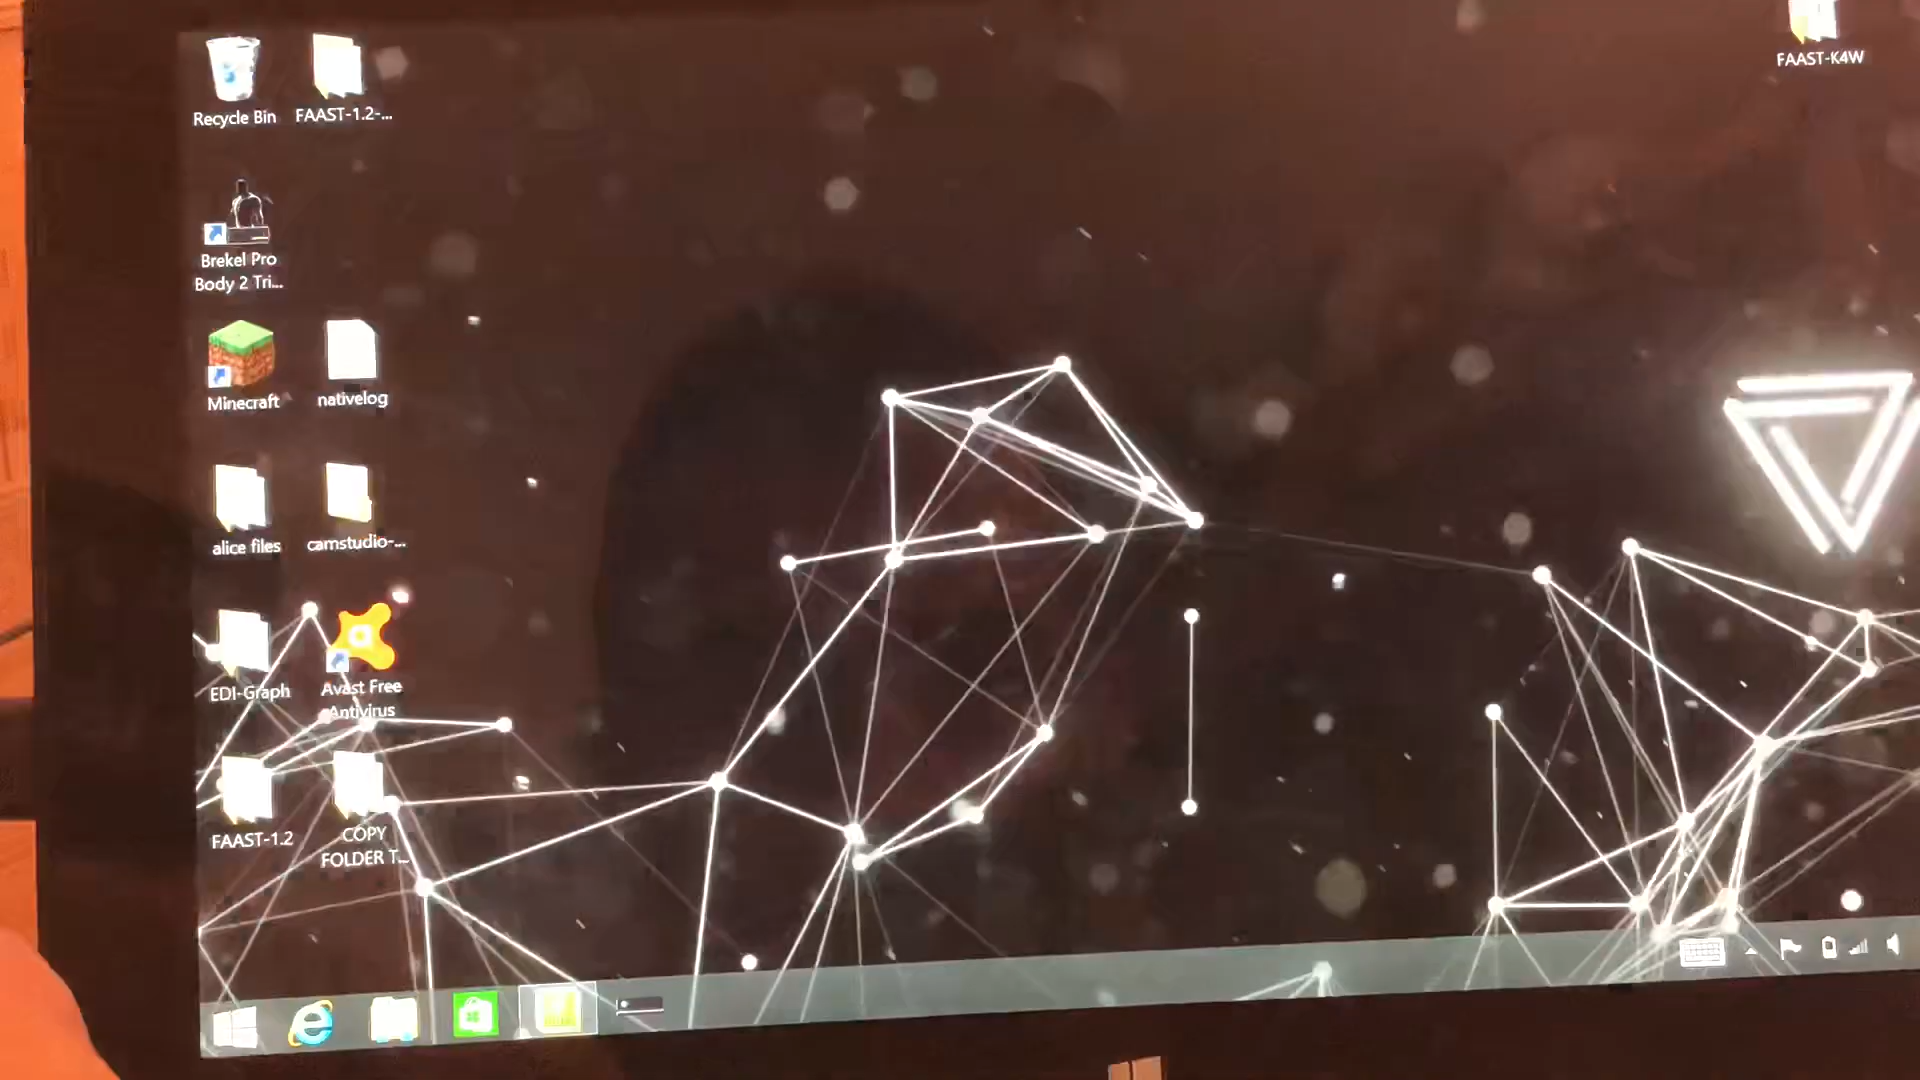 Recycle Bin
FAAST-1.2-...
FAAST-K4W
Brekel Pro
Body 2 Tri...
Minecraft
nativelog
alice files
camstudio-...
EDI-Graph
Avast Free
Antivirus
FAAST-1.2
COPY
FOLDER T...